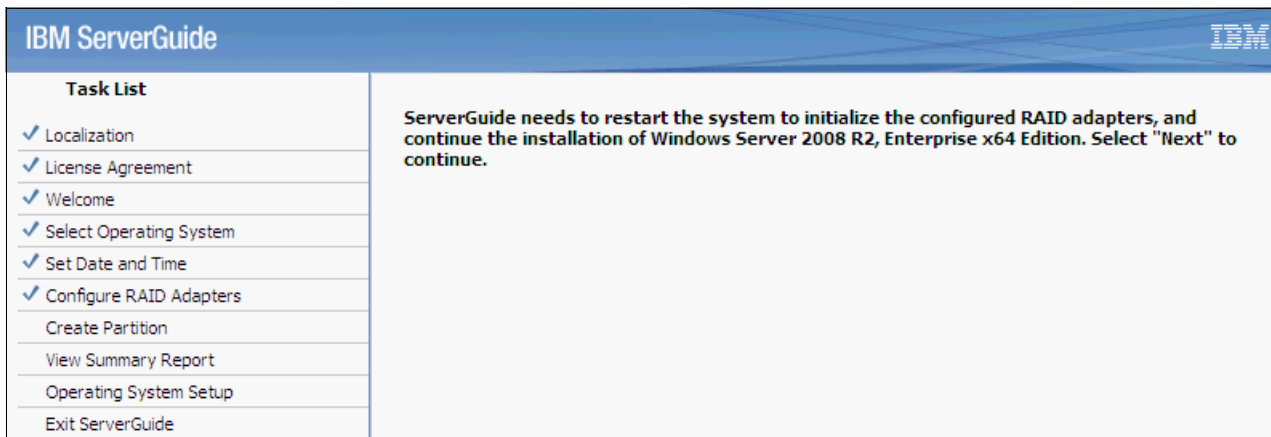 IBM ServerGuide
IBM
Task List
Localization
License Agreement
Welcome
Select Operating System
Set Date and Time
Configure RAID Adapters
Create Partition
View Summary Report
Operating System Setup
Exit ServerGuide
ServerGuide needs to restart the system to initialize the configured RAID adapters, and
continue the installation of Windows Server 2008 R2, Enterprise x64 Edition. Select "Next" to
continue.